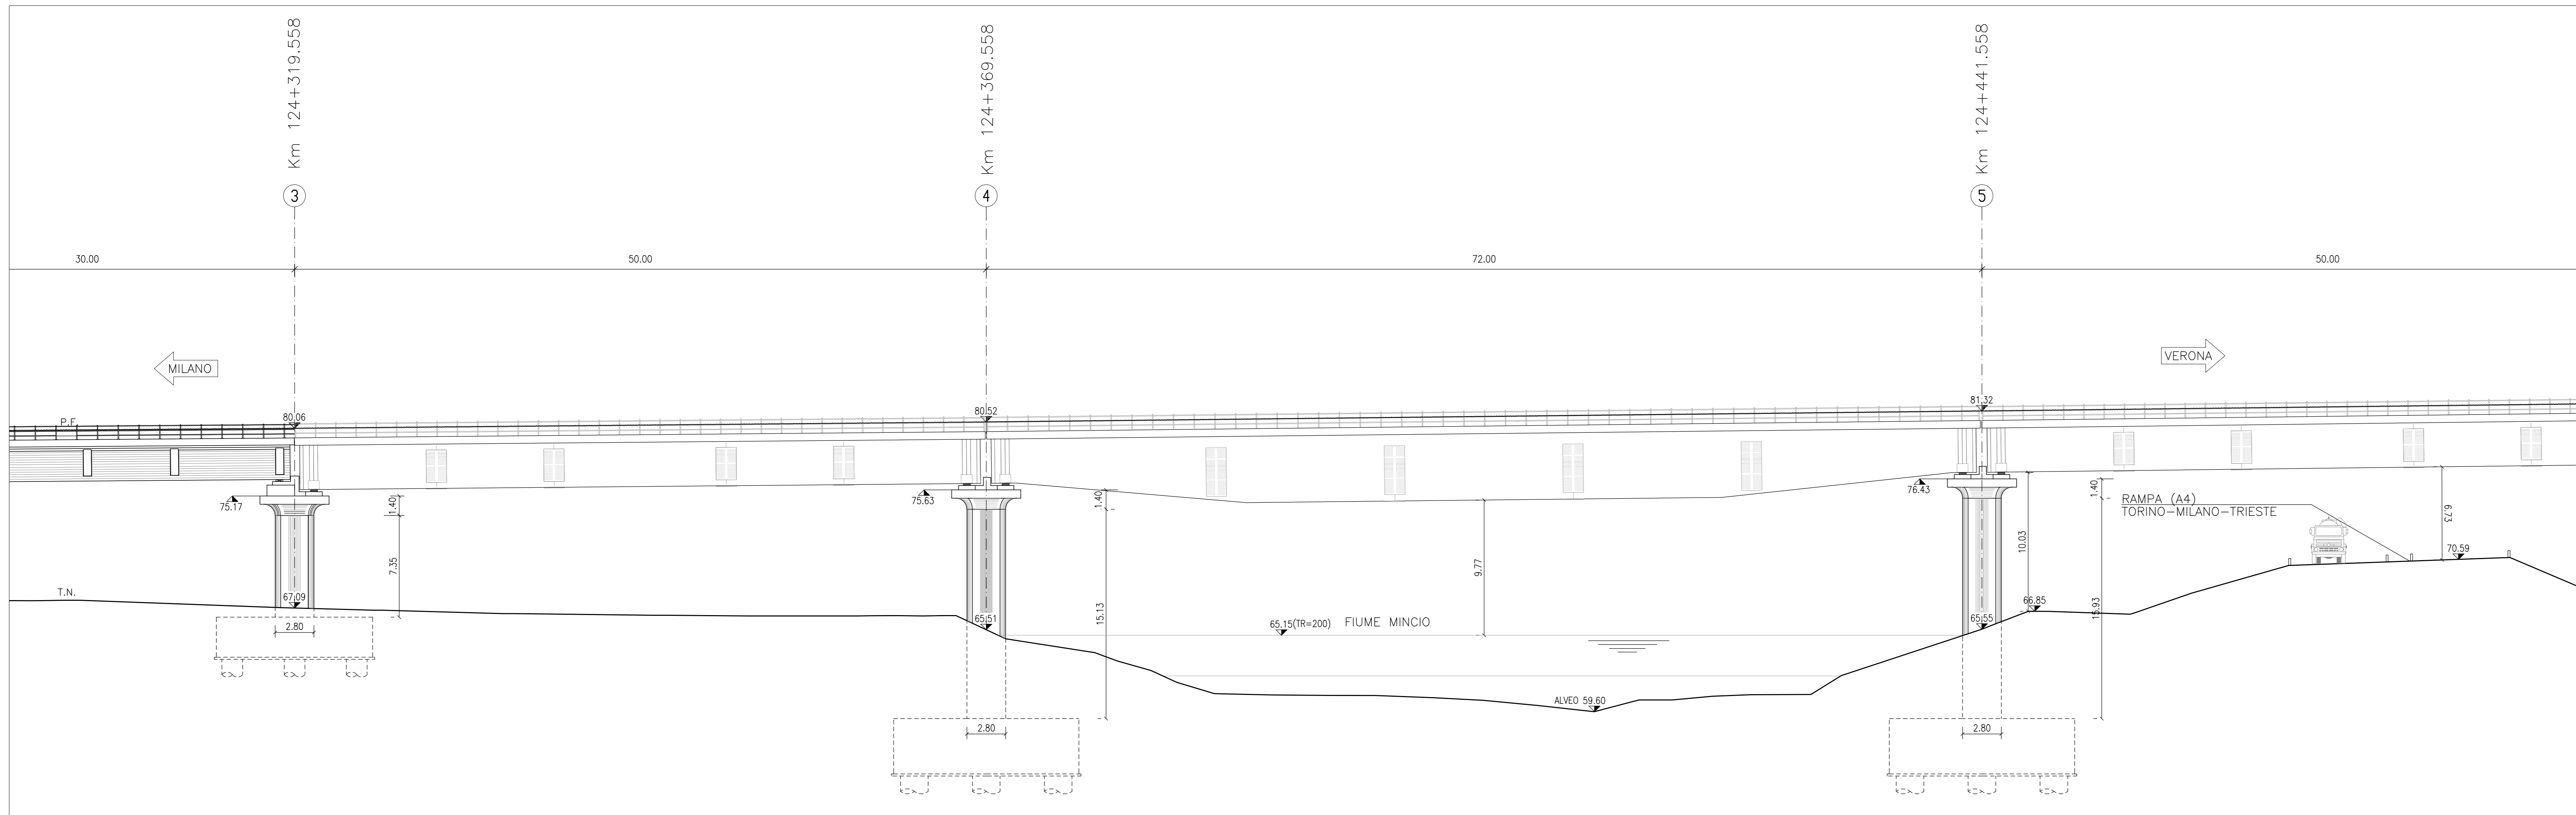 Km 124+319.558
Km 124+369.558
Km 124+441.558
3
4
5
30.00
50.00
72.00
50.00
MILANO
VERONA
P.F.
80.06
80.52
81.32
75.17
1.40
75.63
1.40
76.43
1.40
RAMPA (A4)
TORINO-MILANO-TRIESTE
6.73
10.03
70.59
7.35
9.77
T.N.
67.09
66.85
15.13
15.93
65.51
65.15(TR=200) FIUME MINCIO
65.55
2.80
ALVEO 59.60
2.80
2.80